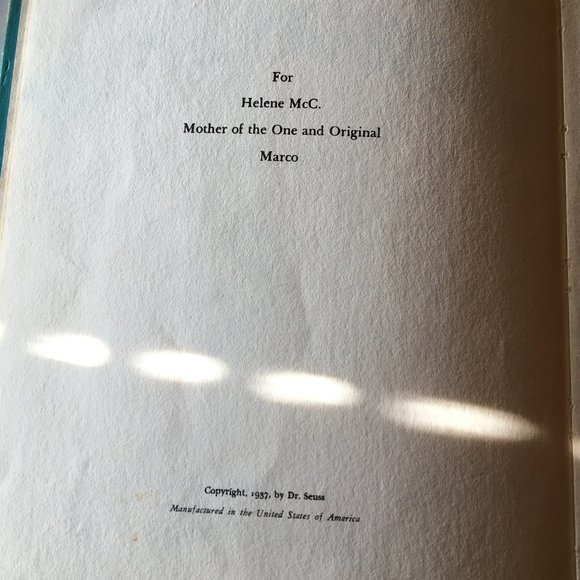 For
Helene McC.
Mother of the One and Original
Marco
Copyright, 1937, by Dr. Seuss
Manufactured in the United States of America